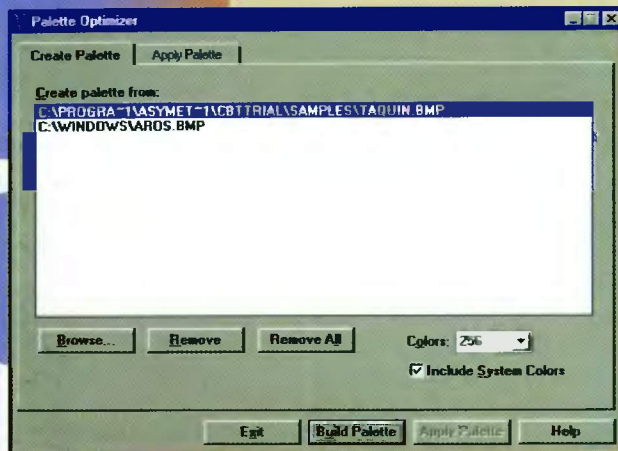 Palette Optimizer
Create Palette
Apply Palette
Create palette from:
C:\PROGRA~1\ASYMET~1\CBTTRIAL\SAMPLES\TAQUIN.BMP
C:\WINDOWS\AROS.BMP
Browse...
Remove
Remove All
Colors:
256
Include System Colors
Exit
Build Palette
Apply Palette
Help